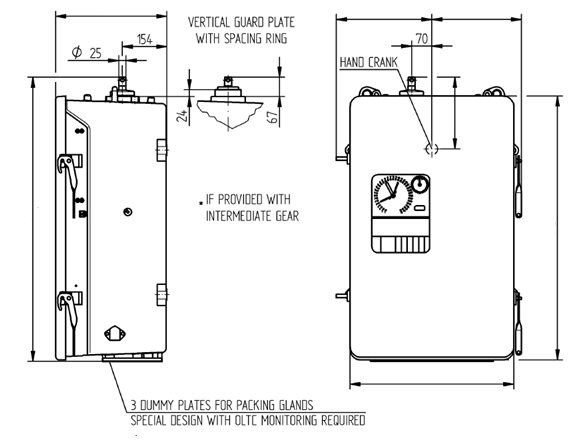 VERTICAL GUARD PLATE
WITH SPACING RING
154
Φ 25
70
HAND CRANK
24
67
▪ IF PROVIDED WITH
INTERMEDIATE GEAR
3 DUMMY PLATES FOR PACKING GLANDS
SPECIAL DESIGN WITH OLTC MONITORING REQUIRED